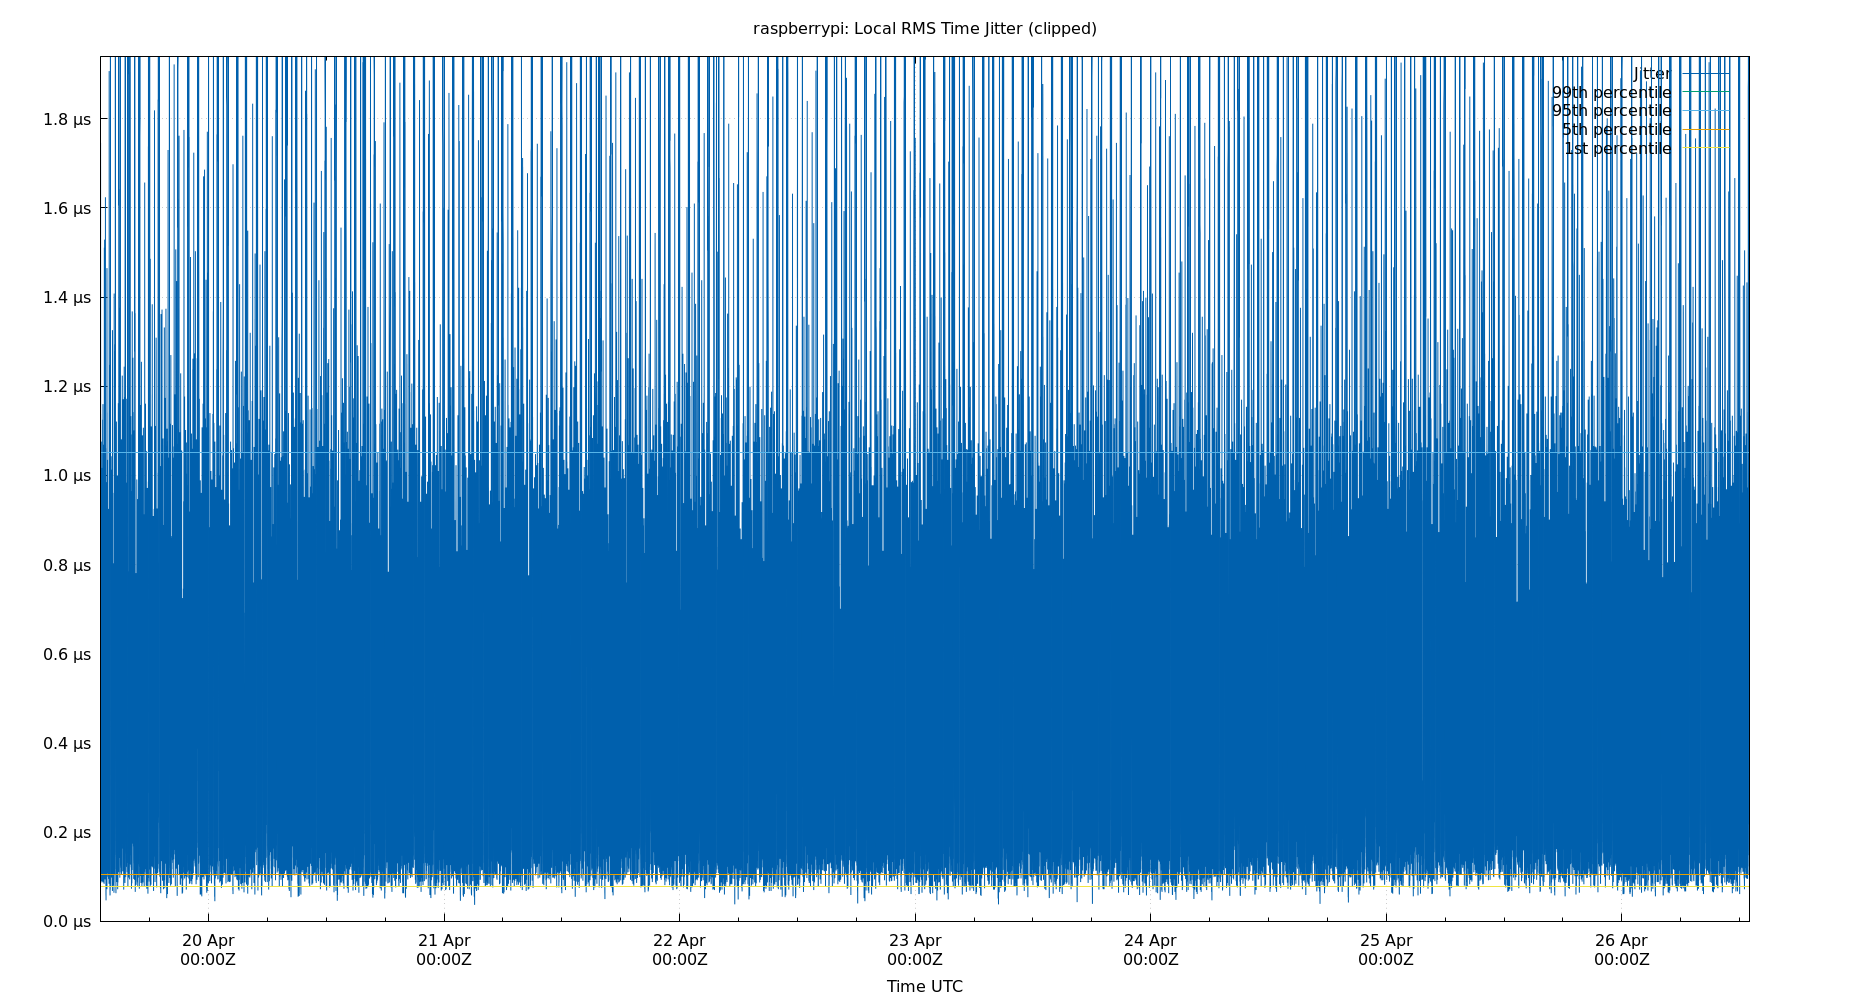 raspberrypi: Local RMS Time Jitter (clipped)
Jitter
99th percentile
95th percentile
5th percentile
1st percentile
1.8 µs
1.6 µs
1.4 µs
1.2 µs
1.0 µs
0.8 µs
0.6 µs
0.4 µs
0.2 µs
0.0 µs
20 Apr 21 Apr 22 Apr 23 Apr 24 Apr 25 Apr 26 Apr
00:00Z 00:00Z 00:00Z 00:00Z 00:00Z 00:00Z 00:00Z
Time UTC